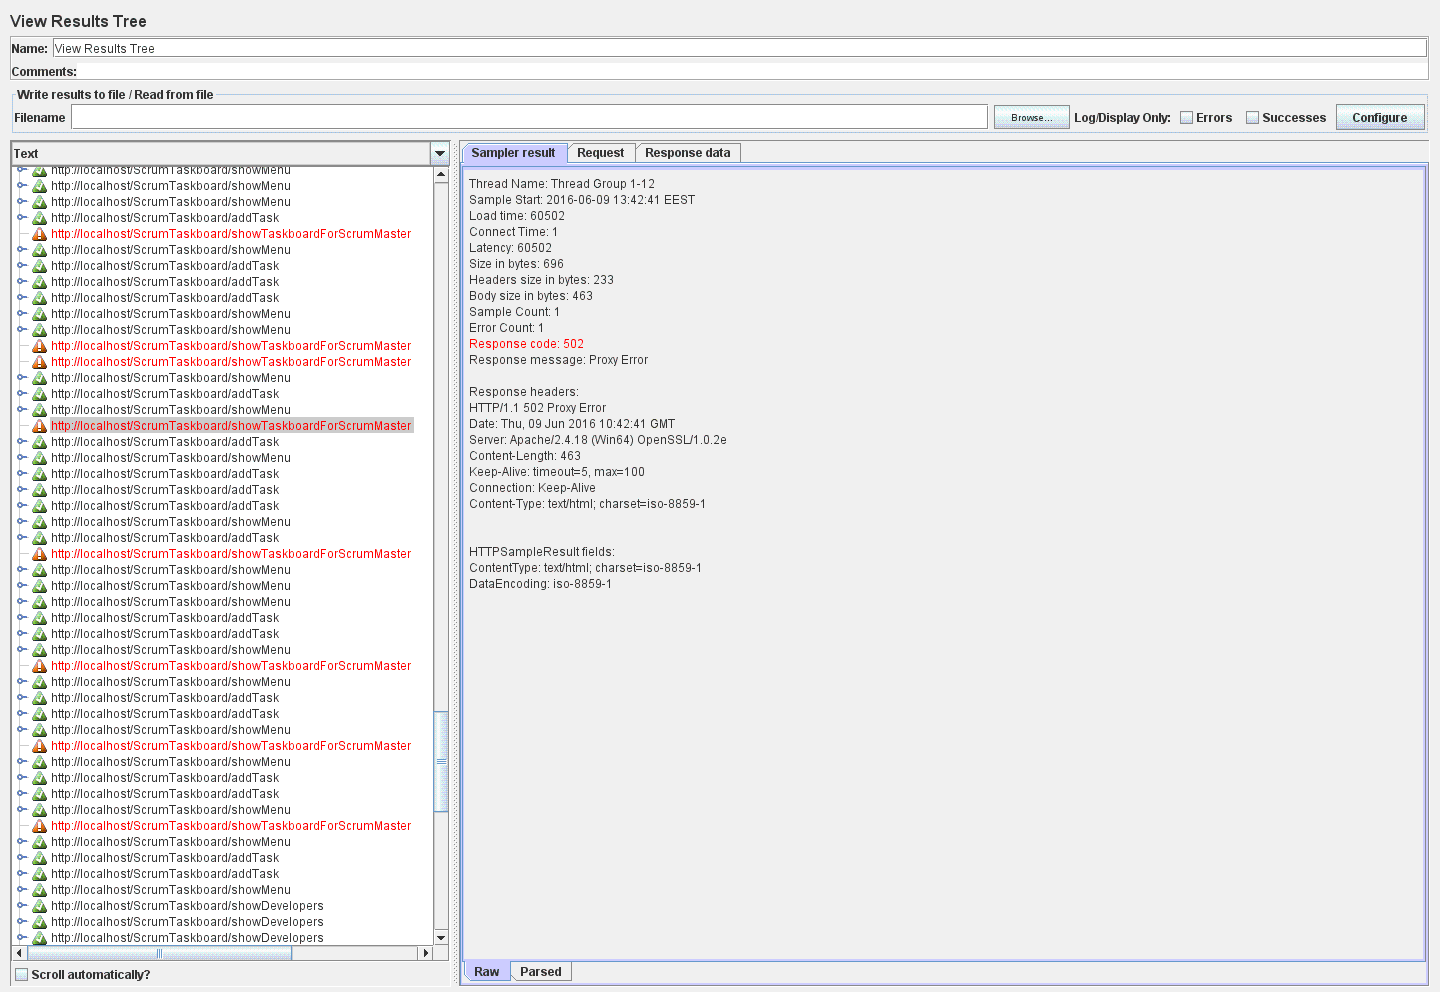 View Results Tree
Name: View Results Tree
Comments:
Write results to file / Read from file
Filename Browse... Log/Display Only: Errors Successes Configure
Text
http://localhost/ScrumTaskboard/showMenu
http://localhost/ScrumTaskboard/showMenu
http://localhost/ScrumTaskboard/showMenu
http://localhost/ScrumTaskboard/addTask
http://localhost/ScrumTaskboard/showTaskboardForScrumMaster
http://localhost/ScrumTaskboard/showMenu
http://localhost/ScrumTaskboard/addTask
http://localhost/ScrumTaskboard/addTask
http://localhost/ScrumTaskboard/addTask
http://localhost/ScrumTaskboard/showMenu
http://localhost/ScrumTaskboard/showMenu
http://localhost/ScrumTaskboard/showTaskboardForScrumMaster
http://localhost/ScrumTaskboard/showTaskboardForScrumMaster
http://localhost/ScrumTaskboard/showMenu
http://localhost/ScrumTaskboard/addTask
http://localhost/ScrumTaskboard/showMenu
http://localhost/ScrumTaskboard/showTaskboardForScrumMaster
http://localhost/ScrumTaskboard/addTask
http://localhost/ScrumTaskboard/showMenu
http://localhost/ScrumTaskboard/addTask
http://localhost/ScrumTaskboard/addTask
http://localhost/ScrumTaskboard/addTask
http://localhost/ScrumTaskboard/showMenu
http://localhost/ScrumTaskboard/addTask
http://localhost/ScrumTaskboard/showTaskboardForScrumMaster
http://localhost/ScrumTaskboard/showMenu
http://localhost/ScrumTaskboard/showMenu
http://localhost/ScrumTaskboard/showMenu
http://localhost/ScrumTaskboard/addTask
http://localhost/ScrumTaskboard/addTask
http://localhost/ScrumTaskboard/showMenu
http://localhost/ScrumTaskboard/showTaskboardForScrumMaster
http://localhost/ScrumTaskboard/showMenu
http://localhost/ScrumTaskboard/addTask
http://localhost/ScrumTaskboard/addTask
http://localhost/ScrumTaskboard/showMenu
http://localhost/ScrumTaskboard/showTaskboardForScrumMaster
http://localhost/ScrumTaskboard/showMenu
http://localhost/ScrumTaskboard/addTask
http://localhost/ScrumTaskboard/addTask
http://localhost/ScrumTaskboard/showMenu
http://localhost/ScrumTaskboard/showTaskboardForScrumMaster
http://localhost/ScrumTaskboard/showMenu
http://localhost/ScrumTaskboard/addTask
http://localhost/ScrumTaskboard/addTask
http://localhost/ScrumTaskboard/showMenu
http://localhost/ScrumTaskboard/showDevelopers
http://localhost/ScrumTaskboard/showDevelopers
http://localhost/ScrumTaskboard/showDevelopers
Scroll automatically?
Sampler result Request Response data
Thread Name: Thread Group 1-12
Sample Start: 2016-06-09 13:42:41 EEST
Load time: 60502
Connect Time: 1
Latency: 60502
Size in bytes: 696
Headers size in bytes: 233
Body size in bytes: 463
Sample Count: 1
Error Count: 1
Response code: 502
Response message: Proxy Error
Response headers:
HTTP/1.1 502 Proxy Error
Date: Thu, 09 Jun 2016 10:42:41 GMT
Server: Apache/2.4.18 (Win64) OpenSSL/1.0.2e
Content-Length: 463
Keep-Alive: timeout=5, max=100
Connection: Keep-Alive
Content-Type: text/html; charset=iso-8859-1
HTTPSampleResult fields:
ContentType: text/html; charset=iso-8859-1
DataEncoding: iso-8859-1
Raw Parsed